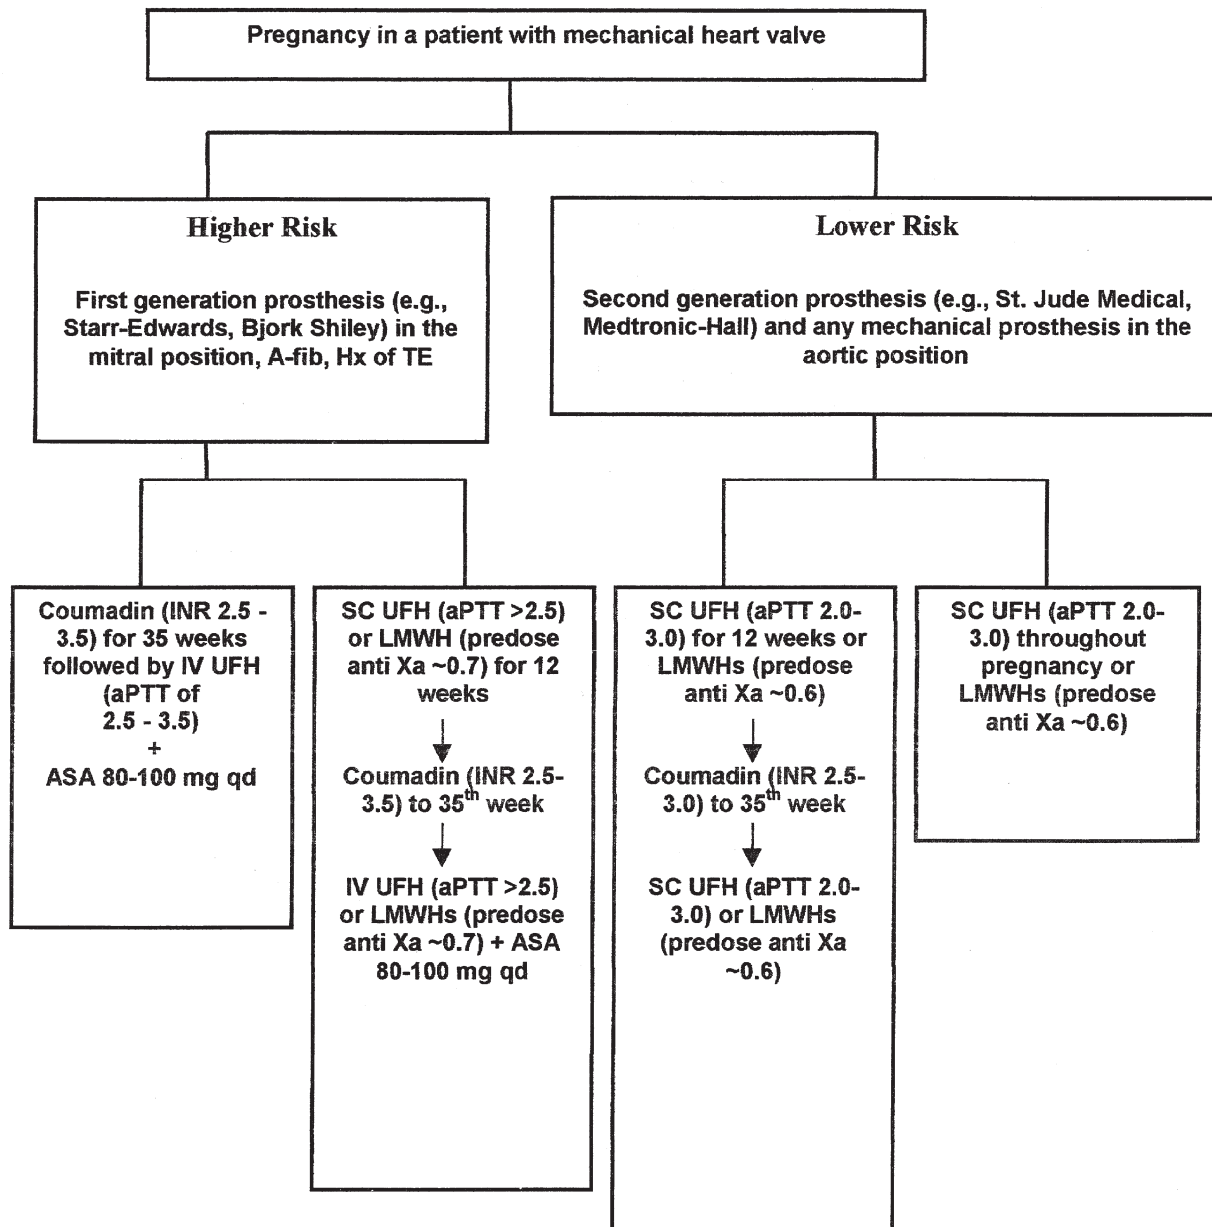 Pregnancy in a patient with mechanical heart valve
Higher Risk
First generation prosthesis (e.g.,
Starr-Edwards, Bjork Shiley) in the
mitral position, A-fib, Hx of TE
Lower Risk
Second generation prosthesis (e.g., St. Jude Medical,
Medtronic-Hall) and any mechanical prosthesis in the
aortic position
Coumadin (INR 2.5 -
3.5) for 35 weeks
followed by IV UFH
(aPTT of
2.5 - 3.5)
+
ASA 80-100 mg qd
SC UFH (aPTT >2.5)
or LMWH (predose
anti Xa ~0.7) for 12
weeks
Coumadin (INR 2.5-
3.5) to 35th week
IV UFH (aPTT >2.5)
or LMWHs (predose
anti Xa ~0.7) + ASA
80-100 mg qd
SC UFH (aPTT 2.0-
3.0) for 12 weeks or
LMWHs (predose
anti Xa ~0.6)
Coumadin (INR 2.5-
3.0) to 35th week
SC UFH (aPTT 2.0-
3.0) or LMWHs
(predose anti Xa
~0.6)
SC UFH (aPTT 2.0-
3.0) throughout
pregnancy or
LMWHs (predose
anti Xa ~0.6)